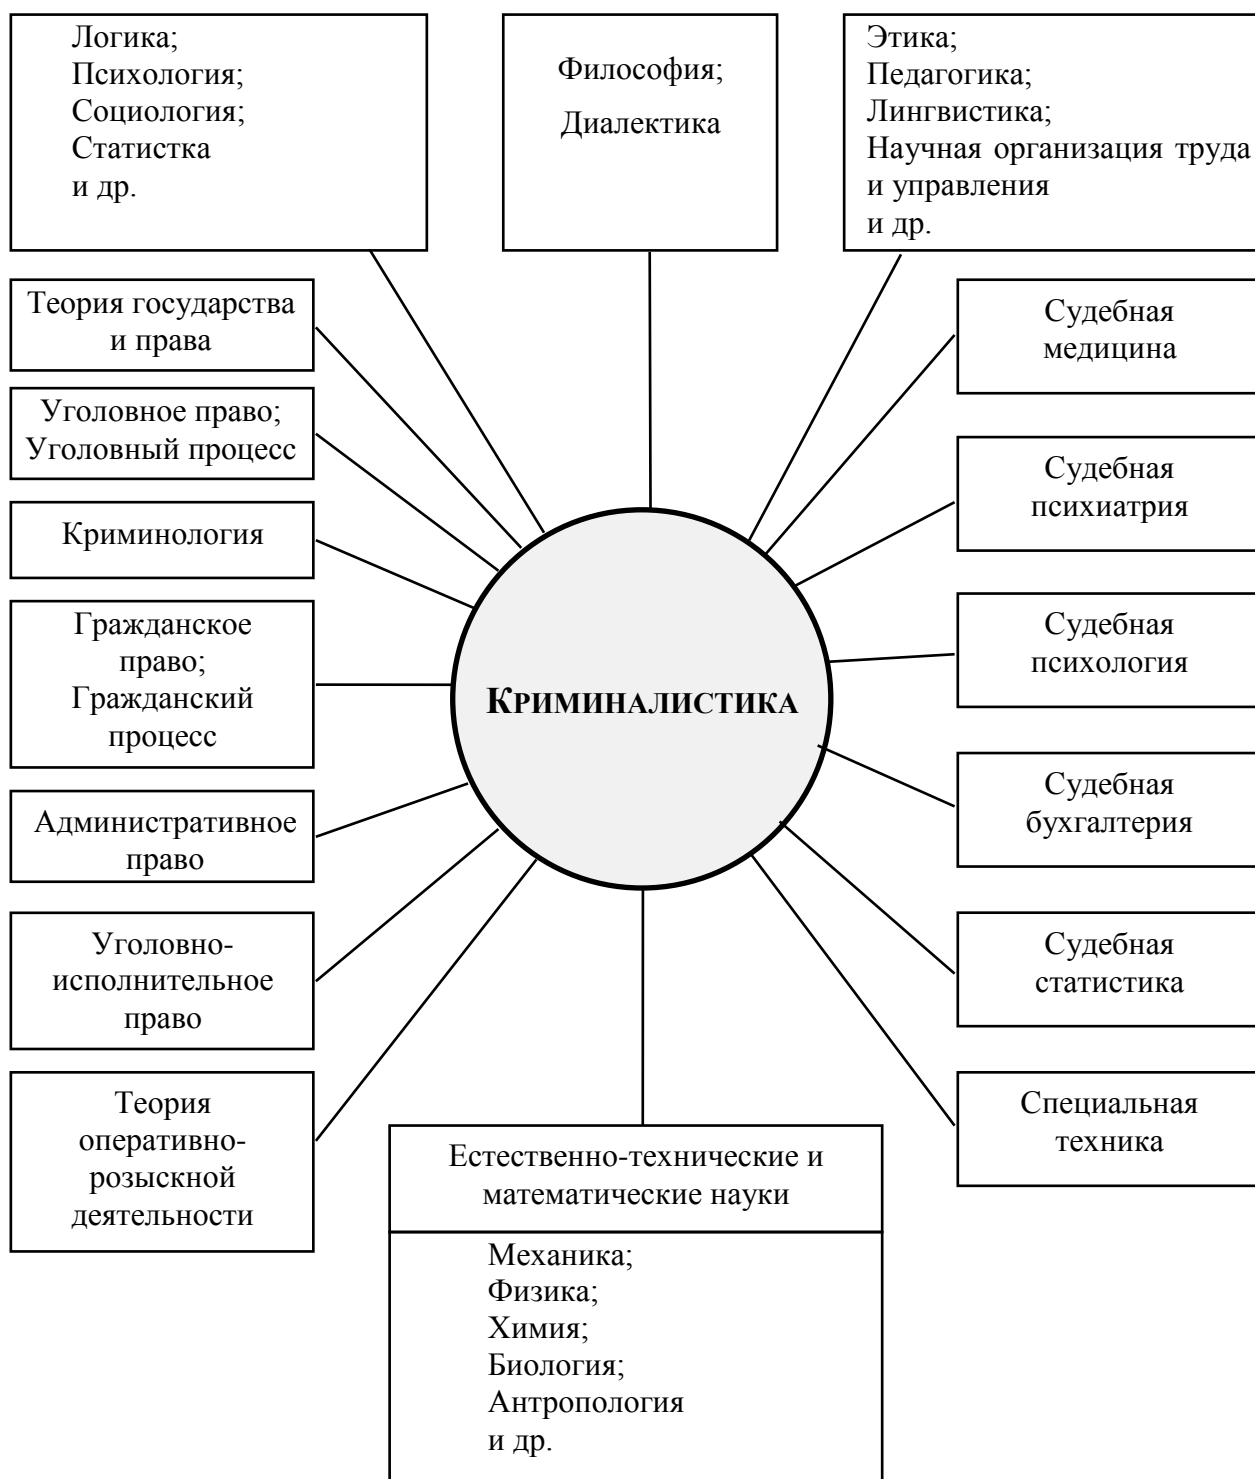 Логика;
Психология;
Социология;
Статистка
и др.
Философия;
Диалектика
Этика;
Педагогика;
Лингвистика;
Научная организация труда
и управления
и др.
Теория государства
и права
Уголовное право;
Уголовный процесс
Криминология
Гражданское
право;
Гражданский
процесс
Административное
право
Уголовно-
исполнительное
право
Теория
оперативно-
розыскной
деятельности
КРИМИНАЛИСТИКА
Судебная
медицина
Судебная
психиатрия
Судебная
психология
Судебная
бухгалтерия
Судебная
статистика
Специальная
техника
Естественно-технические и
математические науки
Механика;
Физика;
Химия;
Биология;
Антропология
и др.